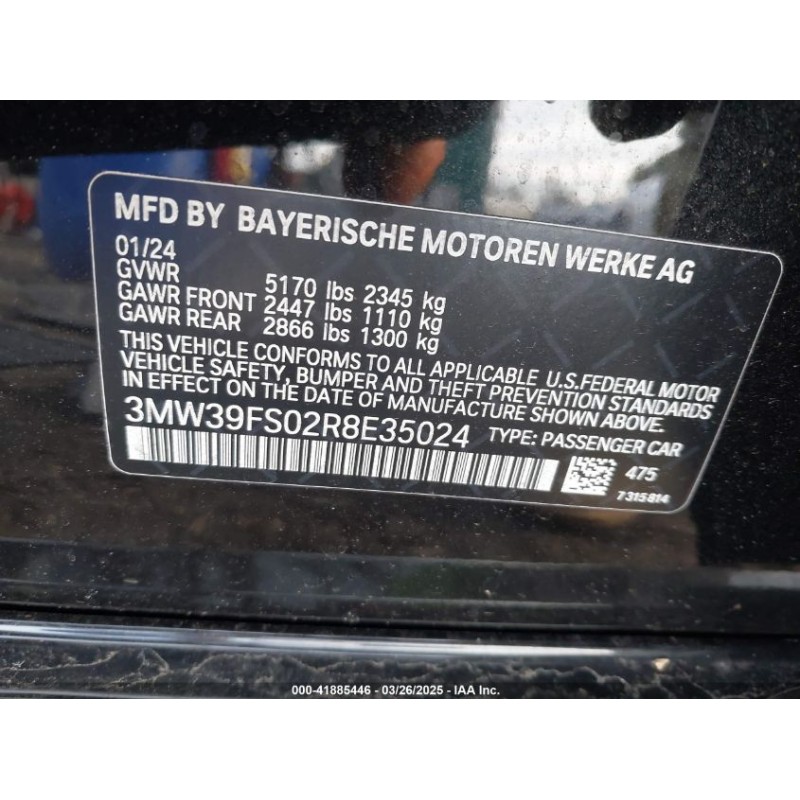 MFD BY BAYERISCHE MOTOREN WERKE AG
01/24
GVWR 5170 lbs 2345 kg
GAWR FRONT 2447 lbs 1110 kg
GAWR REAR 2866 lbs 1300 kg
THIS VEHICLE CONFORMS TO ALL APPLICABLE U.S.FEDERAL MOTOR
VEHICLE SAFETY, BUMPER AND THEFT PREVENTION STANDARDS
IN EFFECT ON THE DATE OF MANUFACTURE SHOWN ABOVE.
3MW39FS02R8E35024 TYPE: PASSENGER CAR
475
7 315 814
000-41885446 - 03/26/2025 - IAA Inc.